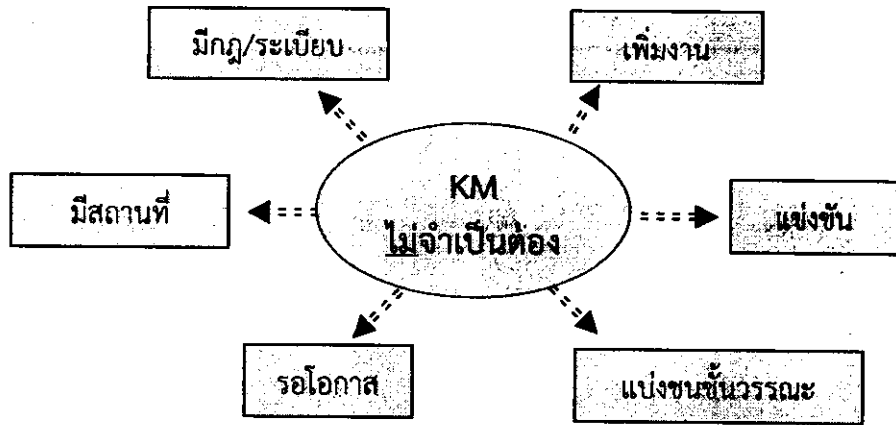 มีกฎ/ระเบียบ
เพิ่มงาน
KM
ไม่จำเป็นต้อง
มีสถานที่
แข่งขัน
รอโอกาส
แบ่งชนชั้นวรรณะ